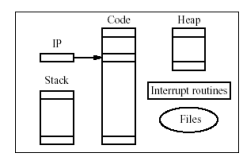 Code
Heap
IP
Stack
Interrupt routines
Files